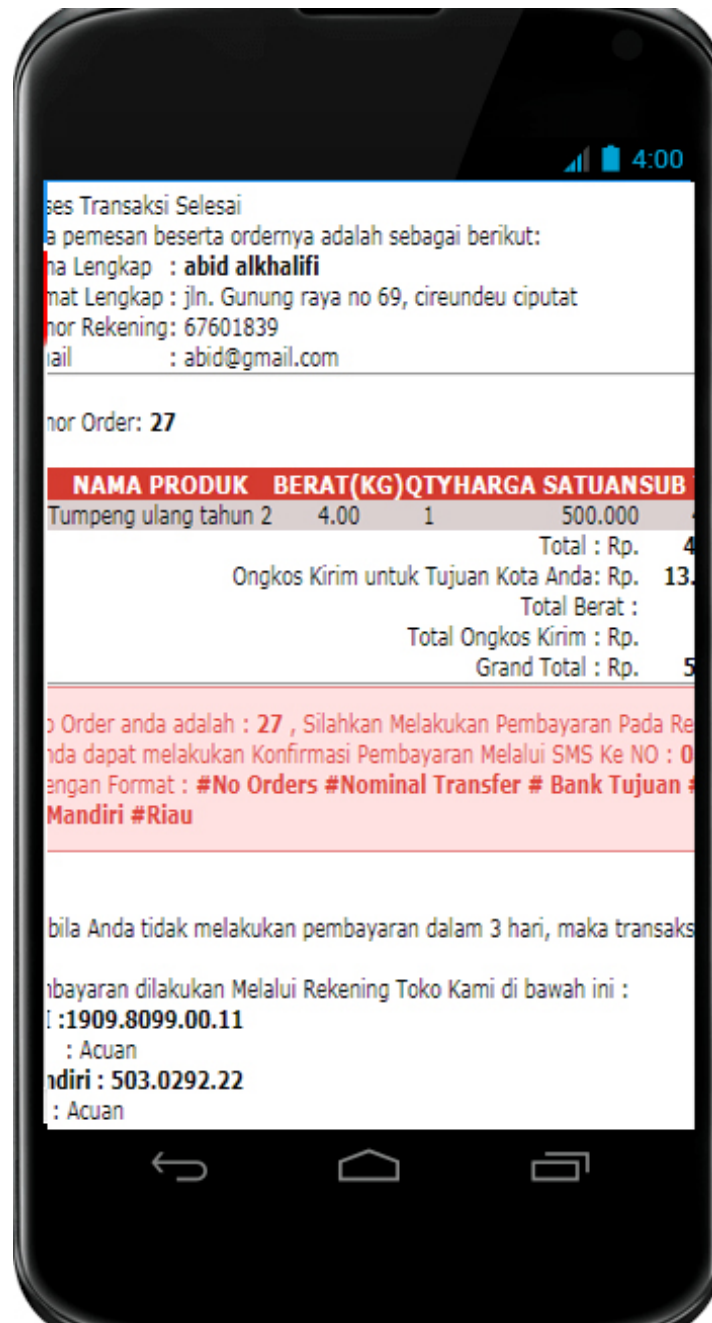 4:00
ses Transaksi Selesai
a pemesan beserta ordernya adalah sebagai berikut:
na Lengkap : abid alkhalifi
mat Lengkap : jln. Gunung raya no 69, cireundeu ciputat
nor Rekening: 67601839
ail : abid@gmail.com
nor Order: 27
NAMA PRODUK BERAT(KG) QTY HARGA SATUAN SUB
Tumpeng ulang tahun 2 4.00 1 500.000 4
Total : Rp. 4
Ongkos Kirim untuk Tujuan Kota Anda: Rp. 13.
Total Berat :
Total Ongkos Kirim : Rp.
Grand Total : Rp. 5
o Order anda adalah : 27 , Silahkan Melakukan Pembayaran Pada Re
nda dapat melakukan Konfirmasi Pembayaran Melalui SMS Ke NO : 0
engan Format : #No Orders #Nominal Transfer # Bank Tujuan #
Mandiri #Riau
bila Anda tidak melakukan pembayaran dalam 3 hari, maka transaks
nbayaran dilakukan Melalui Rekening Toko Kami di bawah ini :
I :1909.8099.00.11
: Acuan
ndiri : 503.0292.22
: Acuan